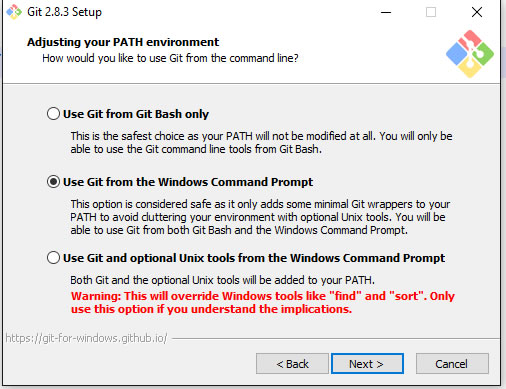 Git 2.8.3 Setup
Adjusting your PATH environment
How would you like to use Git from the command line?
Use Git from Git Bash only
This is the safest choice as your PATH will not be modified at all. You will only be
able to use the Git command line tools from Git Bash.
Use Git from the Windows Command Prompt
This option is considered safe as it only adds some minimal Git wrappers to your
PATH to avoid cluttering your environment with optional Unix tools. You will be
able to use Git from both Git Bash and the Windows Command Prompt.
Use Git and optional Unix tools from the Windows Command Prompt
Both Git and the optional Unix tools will be added to your PATH.
Warning: This will override Windows tools like "find" and "sort". Only
use this option if you understand the implications.
https://git-for-windows.github.io/
< Back
Next >
Cancel